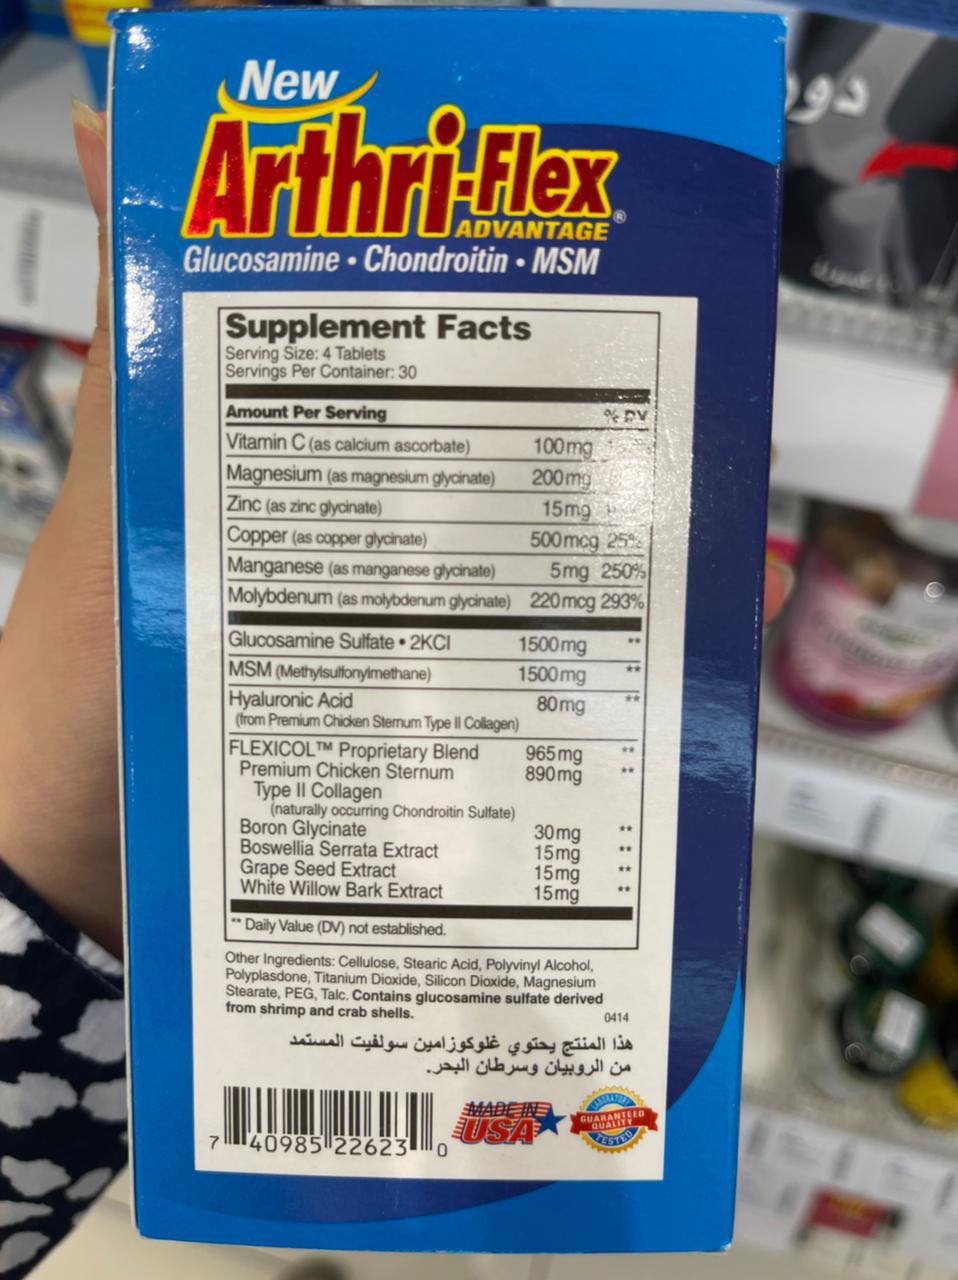 New
Arthri-Flex®
ADVANTAGE
Glucosamine • Chondroitin • MSM
Supplement Facts
Serving Size: 4 Tablets
Servings Per Container: 30
Amount Per Serving % DV
Vitamin C (as calcium ascorbate) 100mg
Magnesium (as magnesium glycinate) 200mg
Zinc (as zinc glycinate) 15mg
Copper (as copper glycinate) 500mcg 25%
Manganese (as manganese glycinate) 5mg 250%
Molybdenum (as molybdenum glycinate) 220mcg 293%
Glucosamine Sulfate • 2KCl 1500mg **
MSM (Methylsulfonylmethane) 1500mg **
Hyaluronic Acid 80mg **
(from Premium Chicken Sternum Type II Collagen)
FLEXICOL™ Proprietary Blend 965mg **
Premium Chicken Sternum 890mg **
Type II Collagen
(naturally occurring Chondroitin Sulfate)
Boron Glycinate 30mg **
Boswellia Serrata Extract 15mg **
Grape Seed Extract 15mg **
White Willow Bark Extract 15mg **
** Daily Value (DV) not established.
Other Ingredients: Cellulose, Stearic Acid, Polyvinyl Alcohol,
Polyplasdone, Titanium Dioxide, Silicon Dioxide, Magnesium
Stearate, PEG, Talc. Contains glucosamine sulfate derived
from shrimp and crab shells.
0414
هذا المنتج يحتوي غلوكوزامين سولفيت المستمد
من الروبيان وسرطان البحر.
7 40985 22623 0
MADE IN
USA
LABORATORY
GUARANTEED
QUALITY
TESTED